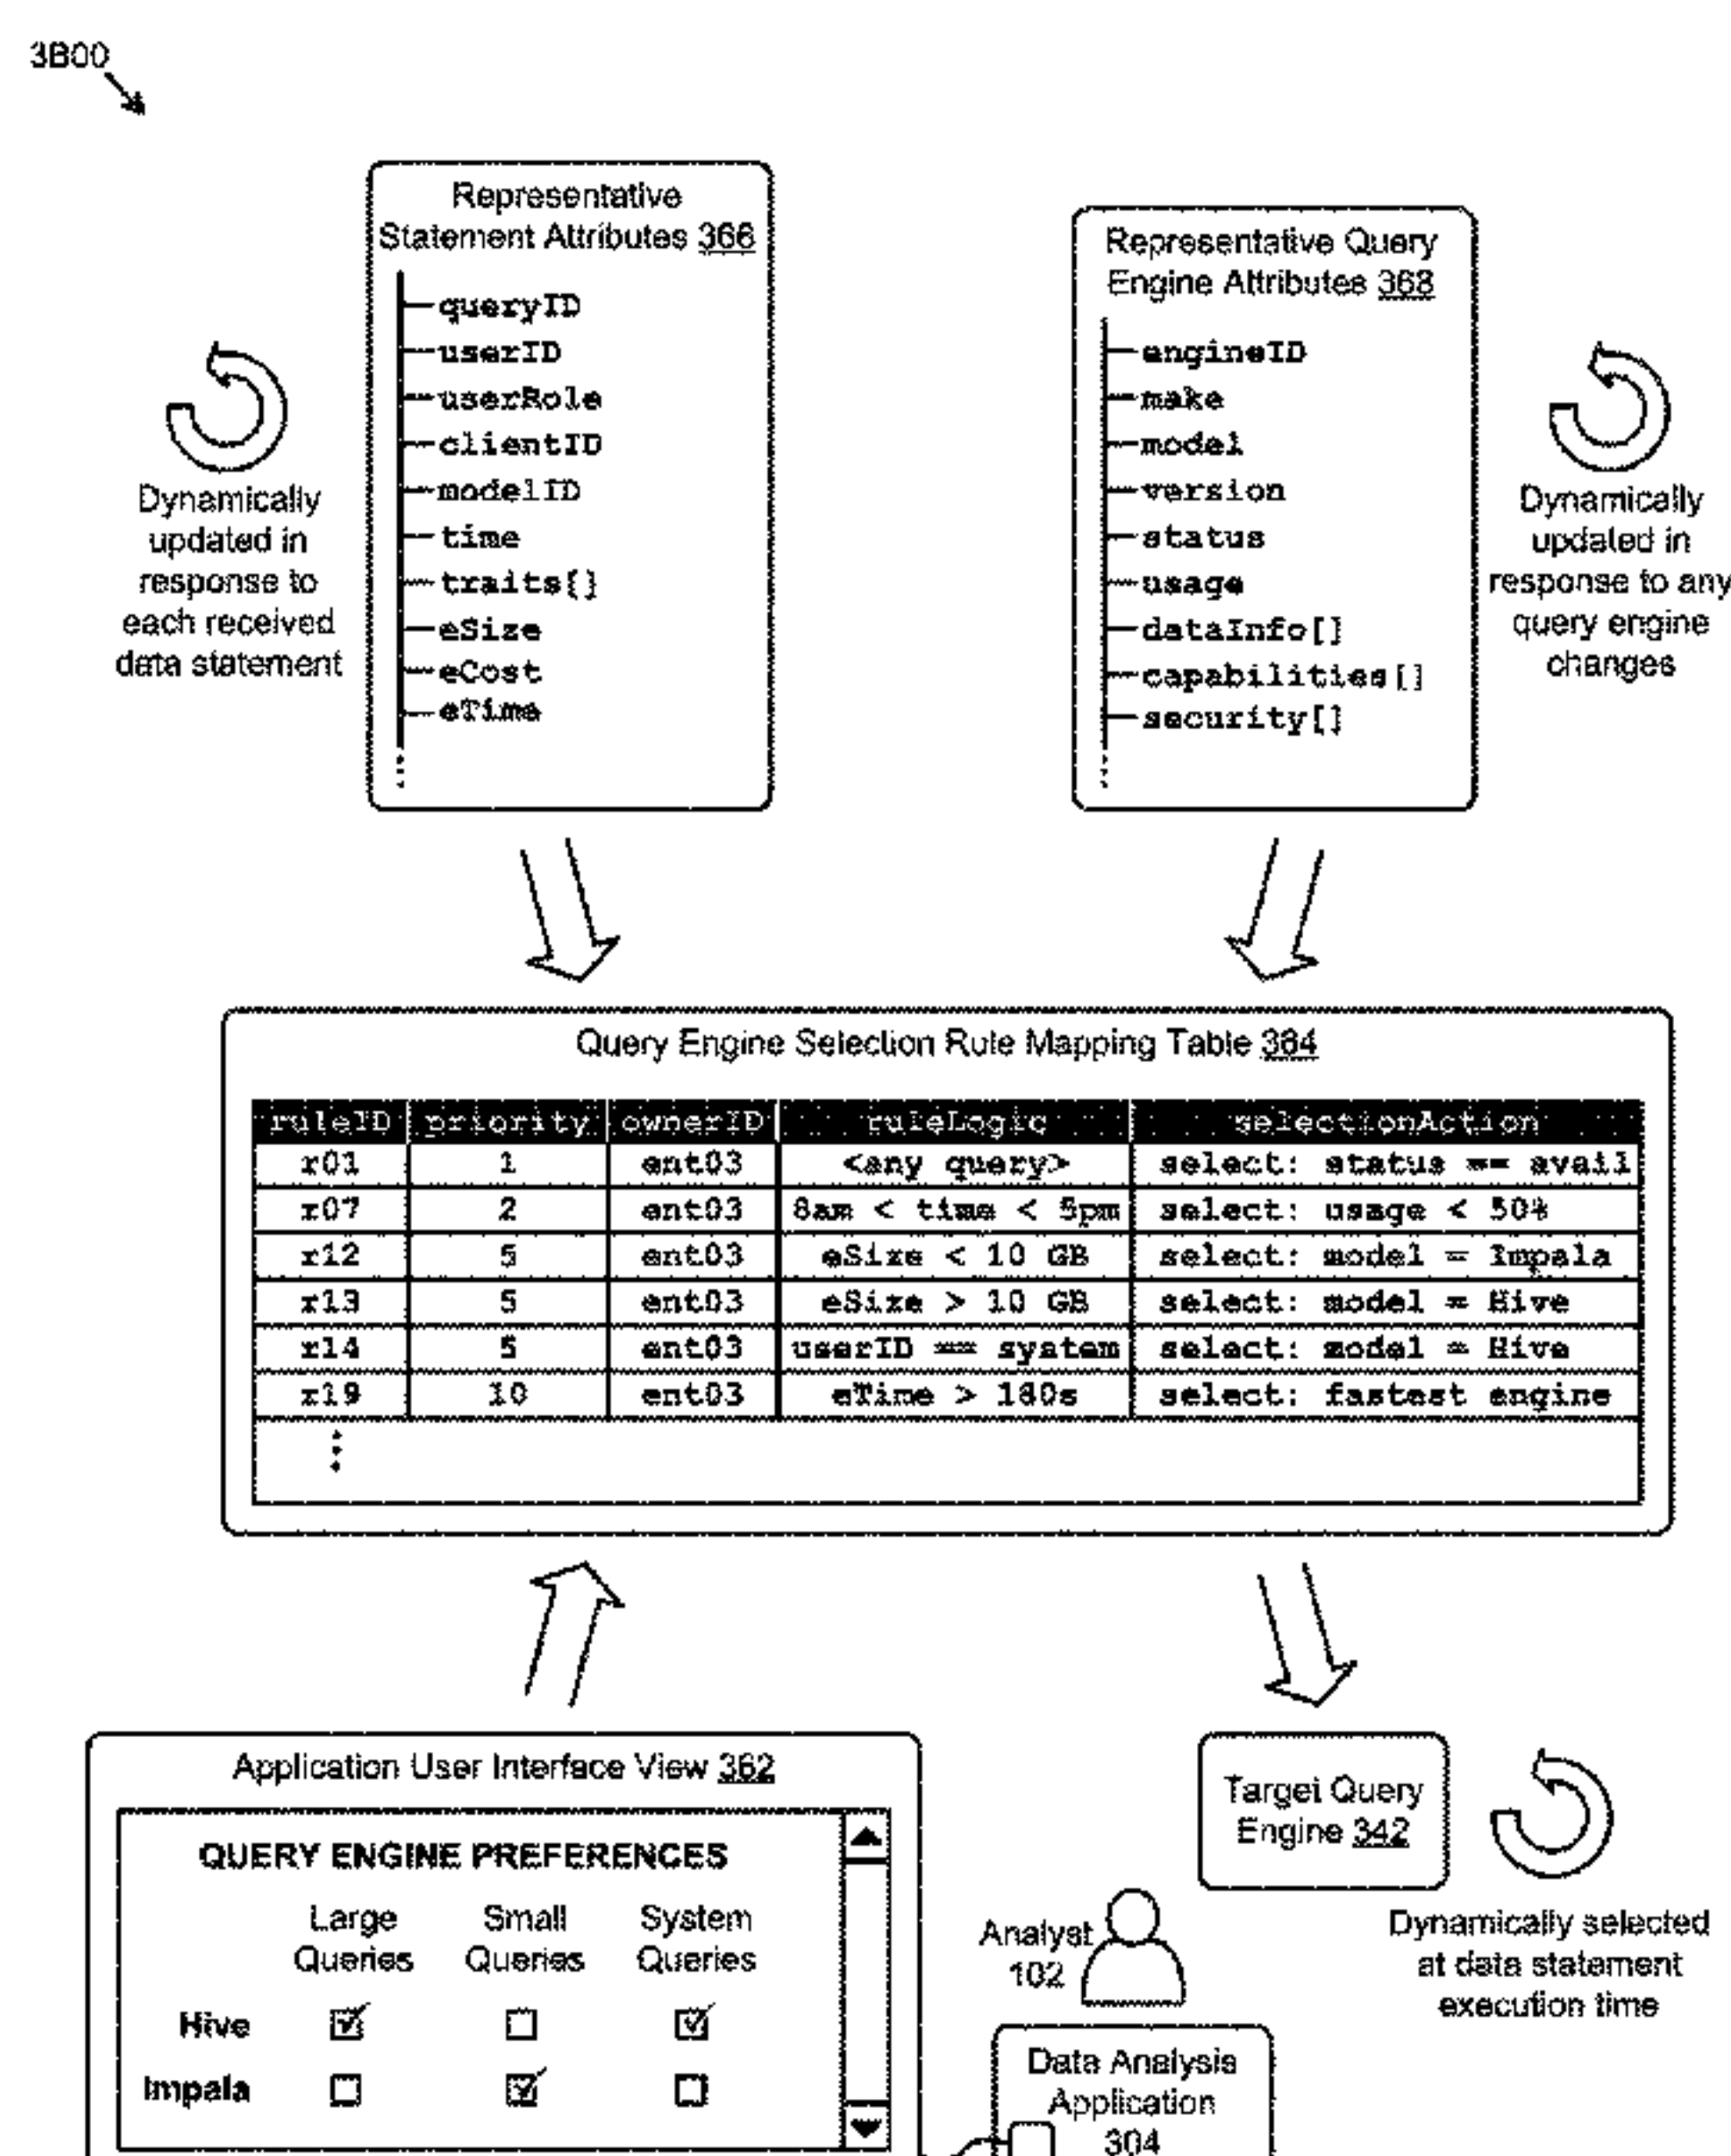 3B00
Representative
Statement Attributes 366
queryID
userID
userRole
clientID
modelID
time
traits[]
eSize
eCost
eTime
Dynamically
updated in
response to
each received
data statement
Representative Query
Engine Attributes 368
engineID
make
model
version
status
usage
dataInfo[]
capabilities[]
security[]
Dynamically
updated in
response to any
query engine
changes
Query Engine Selection Rule Mapping Table 384
ruleID priority ownerID ruleLogic selectionAction
r01 1 ent03 <any query> select: status == avail
r07 2 ent03 8am < time < 5pm select: usage < 50%
r12 5 ent03 eSize < 10 GB select: model = Impala
r13 5 ent03 eSize > 10 GB select: model = Hive
r14 5 ent03 userID == system select: model = Hive
r19 10 ent03 eTime > 180s select: fastest engine
Application User Interface View 362
QUERY ENGINE PREFERENCES
Large
Queries
Small
Queries
System
Queries
Hive
Impala
Target Query
Engine 342
Dynamically selected
at data statement
execution time
Analyst
102
Data Analysis
Application
304